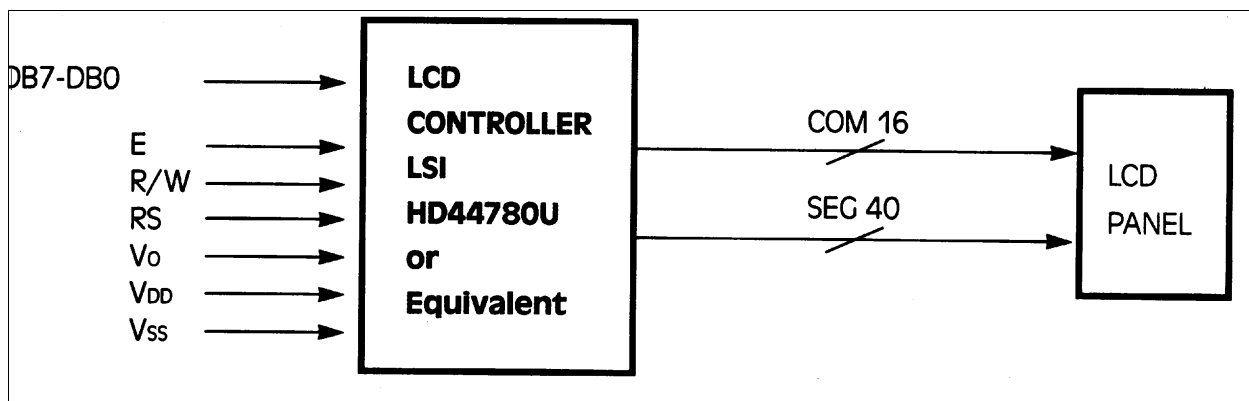 DB7-DB0
E
R/W
RS
Vo
VDD
Vss
LCD
CONTROLLER
LSI
HD44780U
or
Equivalent
COM 16
SEG 40
LCD
PANEL